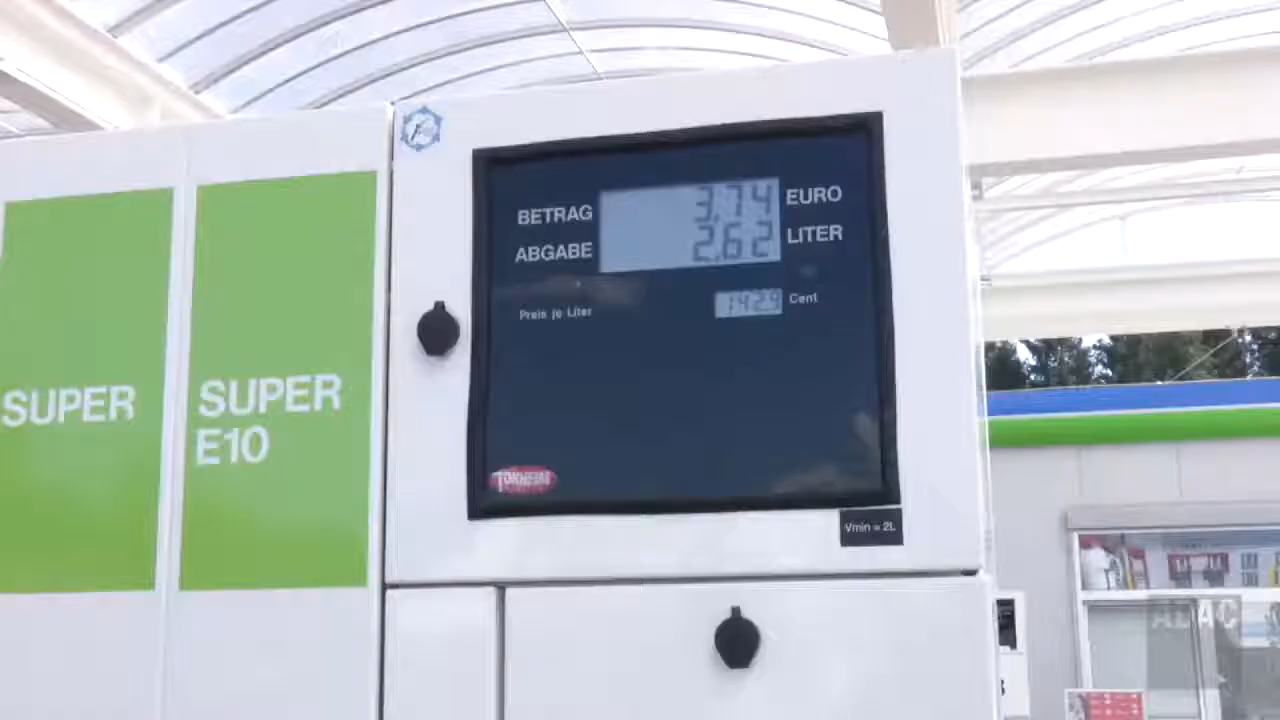 BETRAG 3,74 EURO
ABGABE 2,62 LITER
Preis je Liter 142,9 Cent
SUPER
SUPER
E10
TOKHEIM
Vmin = 2L
ADAC